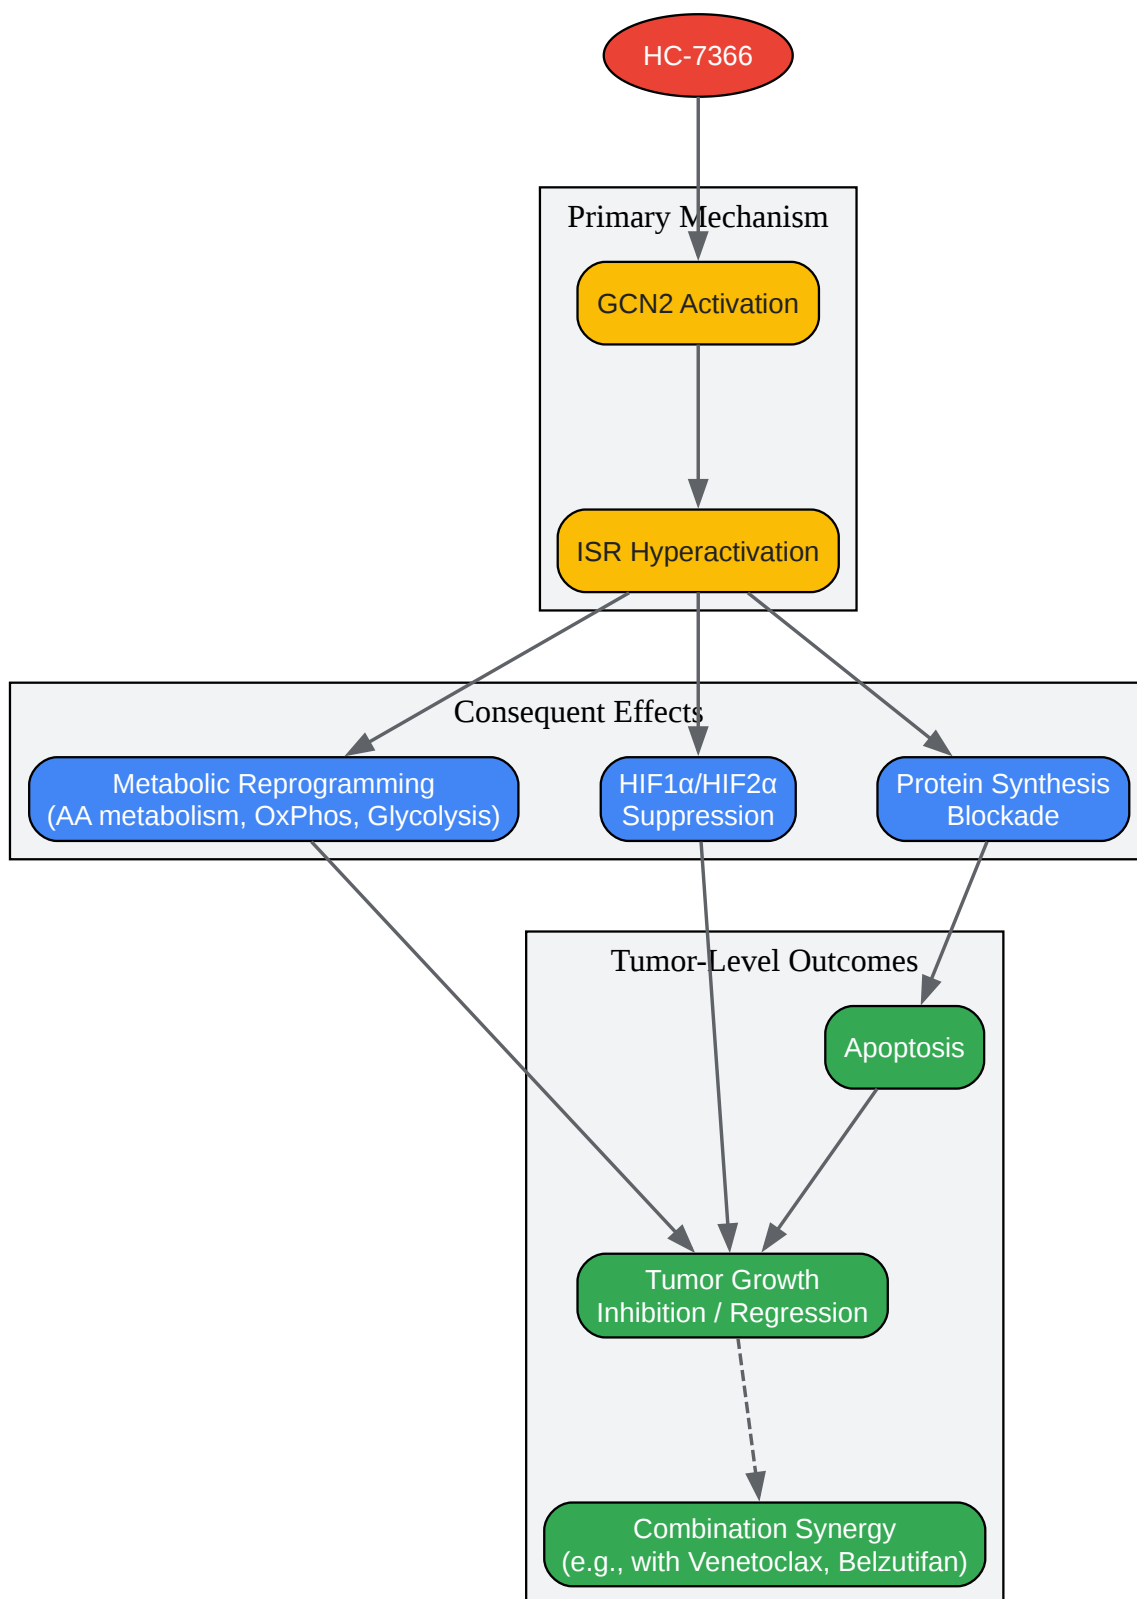 HC-7366
Primary Mechanism
GCN2 Activation
ISR Hyperactivation
Consequent Effects
Metabolic Reprogramming
(AA metabolism, OxPhos, Glycolysis)
HIF1α/HIF2α
Suppression
Protein Synthesis
Blockade
Tumor-Level Outcomes
Apoptosis
Tumor Growth
Inhibition / Regression
Combination Synergy
(e.g., with Venetoclax, Belzutifan)